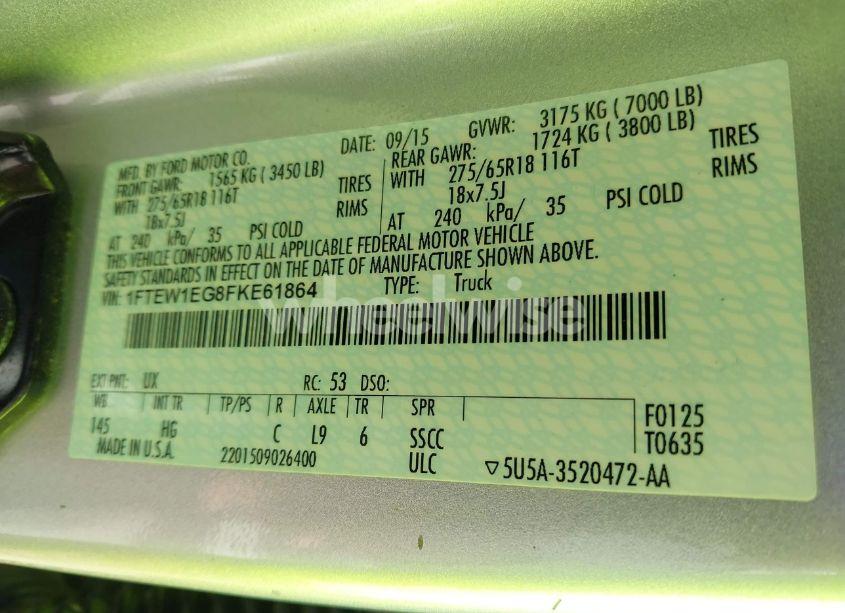 MFD. BY FORD MOTOR CO. DATE: 09/15 GVWR: 3175 KG ( 7000 LB)
FRONT GAWR: 1565 KG ( 3450 LB) REAR GAWR: 1724 KG ( 3800 LB)
WITH 275/65R18 116T TIRES WITH 275/65R18 116T TIRES
18x7.5J RIMS 18x7.5J RIMS
AT 240 kPa/ 35 PSI COLD AT 240 kPa/ 35 PSI COLD
THIS VEHICLE CONFORMS TO ALL APPLICABLE FEDERAL MOTOR VEHICLE
SAFETY STANDARDS IN EFFECT ON THE DATE OF MANUFACTURE SHOWN ABOVE.
VIN: 1FTEW1EG8FKE61864 TYPE: Truck
wheelwise
EXT PNT: UX RC: 53 DSO:
WB INT TR TP/PS R AXLE TR SPR
145 HG C L9 6 SSCC F0125
MADE IN U.S.A. 2201509026400 ULC T0635
▽5U5A-3520472-AA